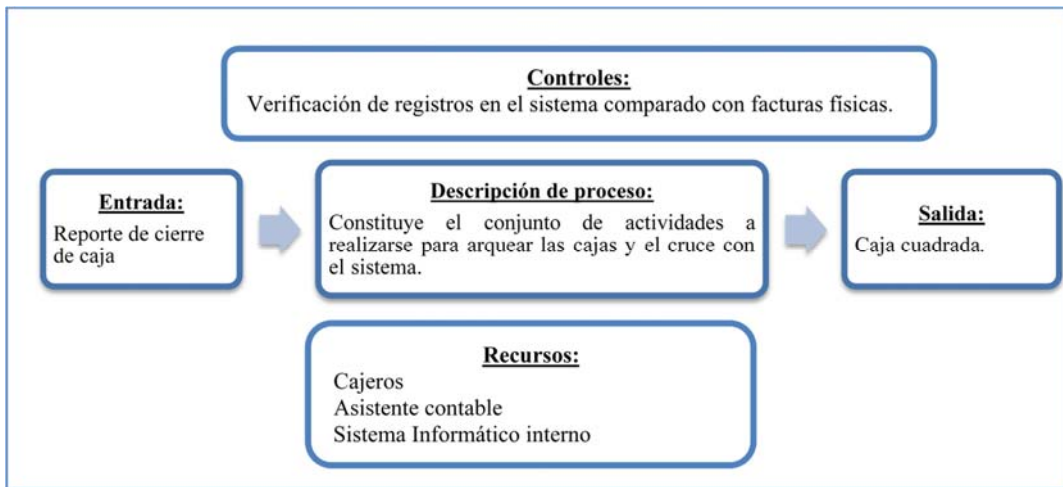 Controles:
Verificación de registros en el sistema comparado con facturas físicas.
Entrada:
Reporte de cierre
de caja
Descripción de proceso:
Constituye el conjunto de actividades a
realizarse para arquear las cajas y el cruce con
el sistema.
Salida:
Caja cuadrada.
Recursos:
Cajeros
Asistente contable
Sistema Informático interno